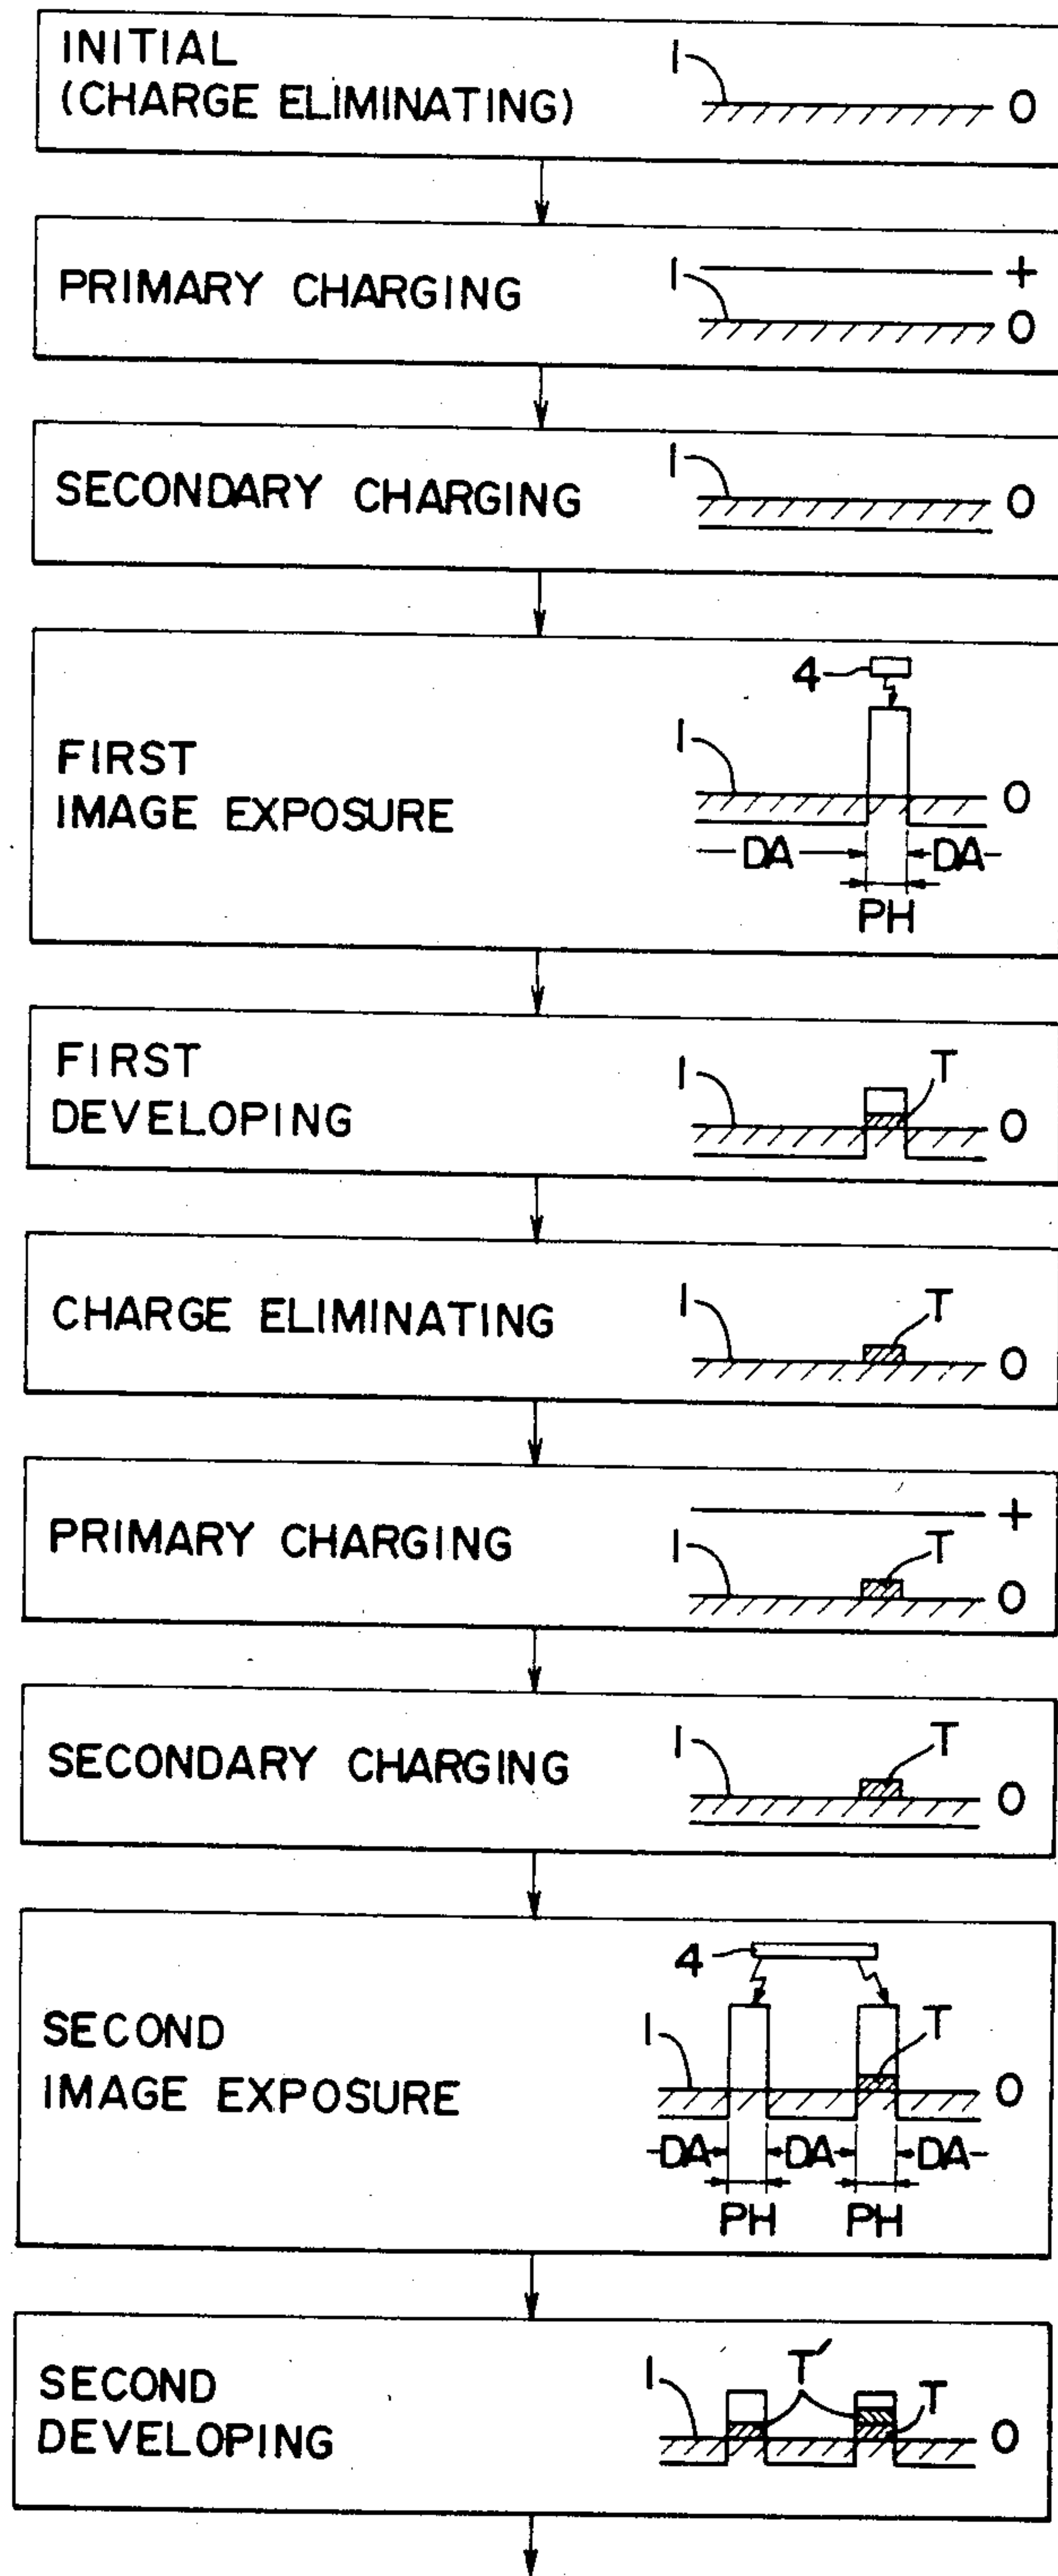 INITIAL
(CHARGE ELIMINATING)
1
0
PRIMARY CHARGING
+
1
0
SECONDARY CHARGING
1
0
FIRST
IMAGE EXPOSURE
4
1
0
DA DA
PH
FIRST
DEVELOPING
1
T
0
CHARGE ELIMINATING
1
T
0
PRIMARY CHARGING
+
1
T
0
SECONDARY CHARGING
1
T
0
SECOND
IMAGE EXPOSURE
4
1
T
0
DA DA DA
PH PH
SECOND
DEVELOPING
1
T'
T
0